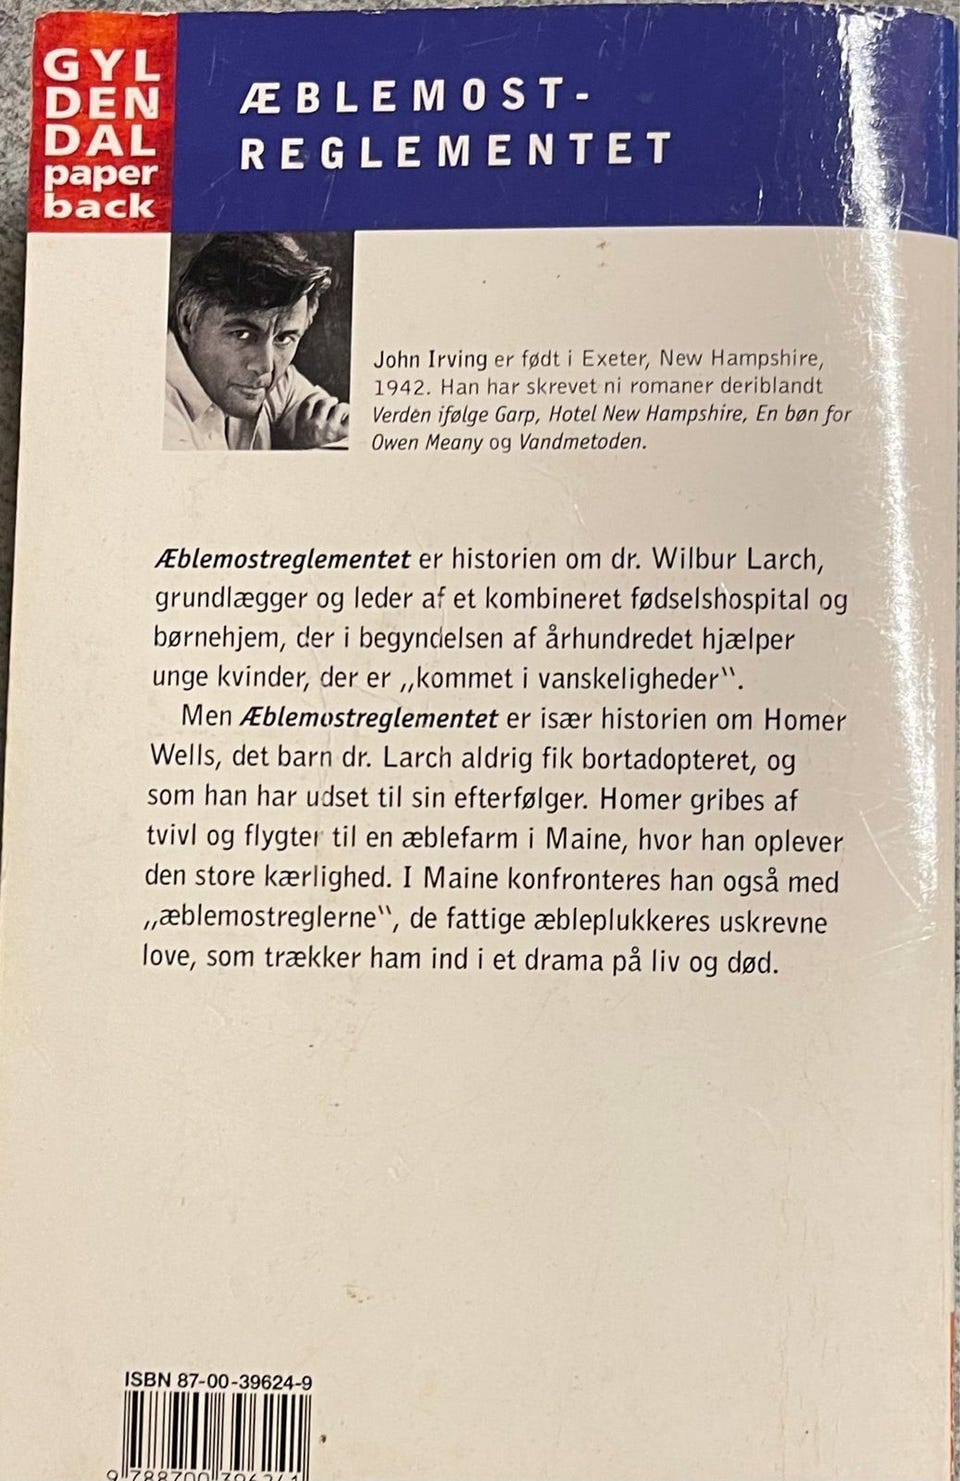 GYL
DEN
DAL
paper
back
ÆBLEMOST-
REGLEMENTET
John Irving er født i Exeter, New Hampshire,
1942. Han har skrevet ni romaner deriblandt
Verden ifølge Garp, Hotel New Hampshire, En bøn for
Owen Meany og Vandmetoden.
Æblemostreglementet er historien om dr. Wilbur Larch,
grundlægger og leder af et kombineret fødselshospital og
børnehjem, der i begyndelsen af århundredet hjælper
unge kvinder, der er „kommet i vanskeligheder‟.
Men Æblemostreglementet er især historien om Homer
Wells, det barn dr. Larch aldrig fik bortadopteret, og
som han har udset til sin efterfølger. Homer gribes af
tvivl og flygter til en æblefarm i Maine, hvor han oplever
den store kærlighed. I Maine konfronteres han også med
„æblemostreglerne‟, de fattige æbleplukkeres uskrevne
love, som trækker ham ind i et drama på liv og død.
ISBN 87-00-39624-9